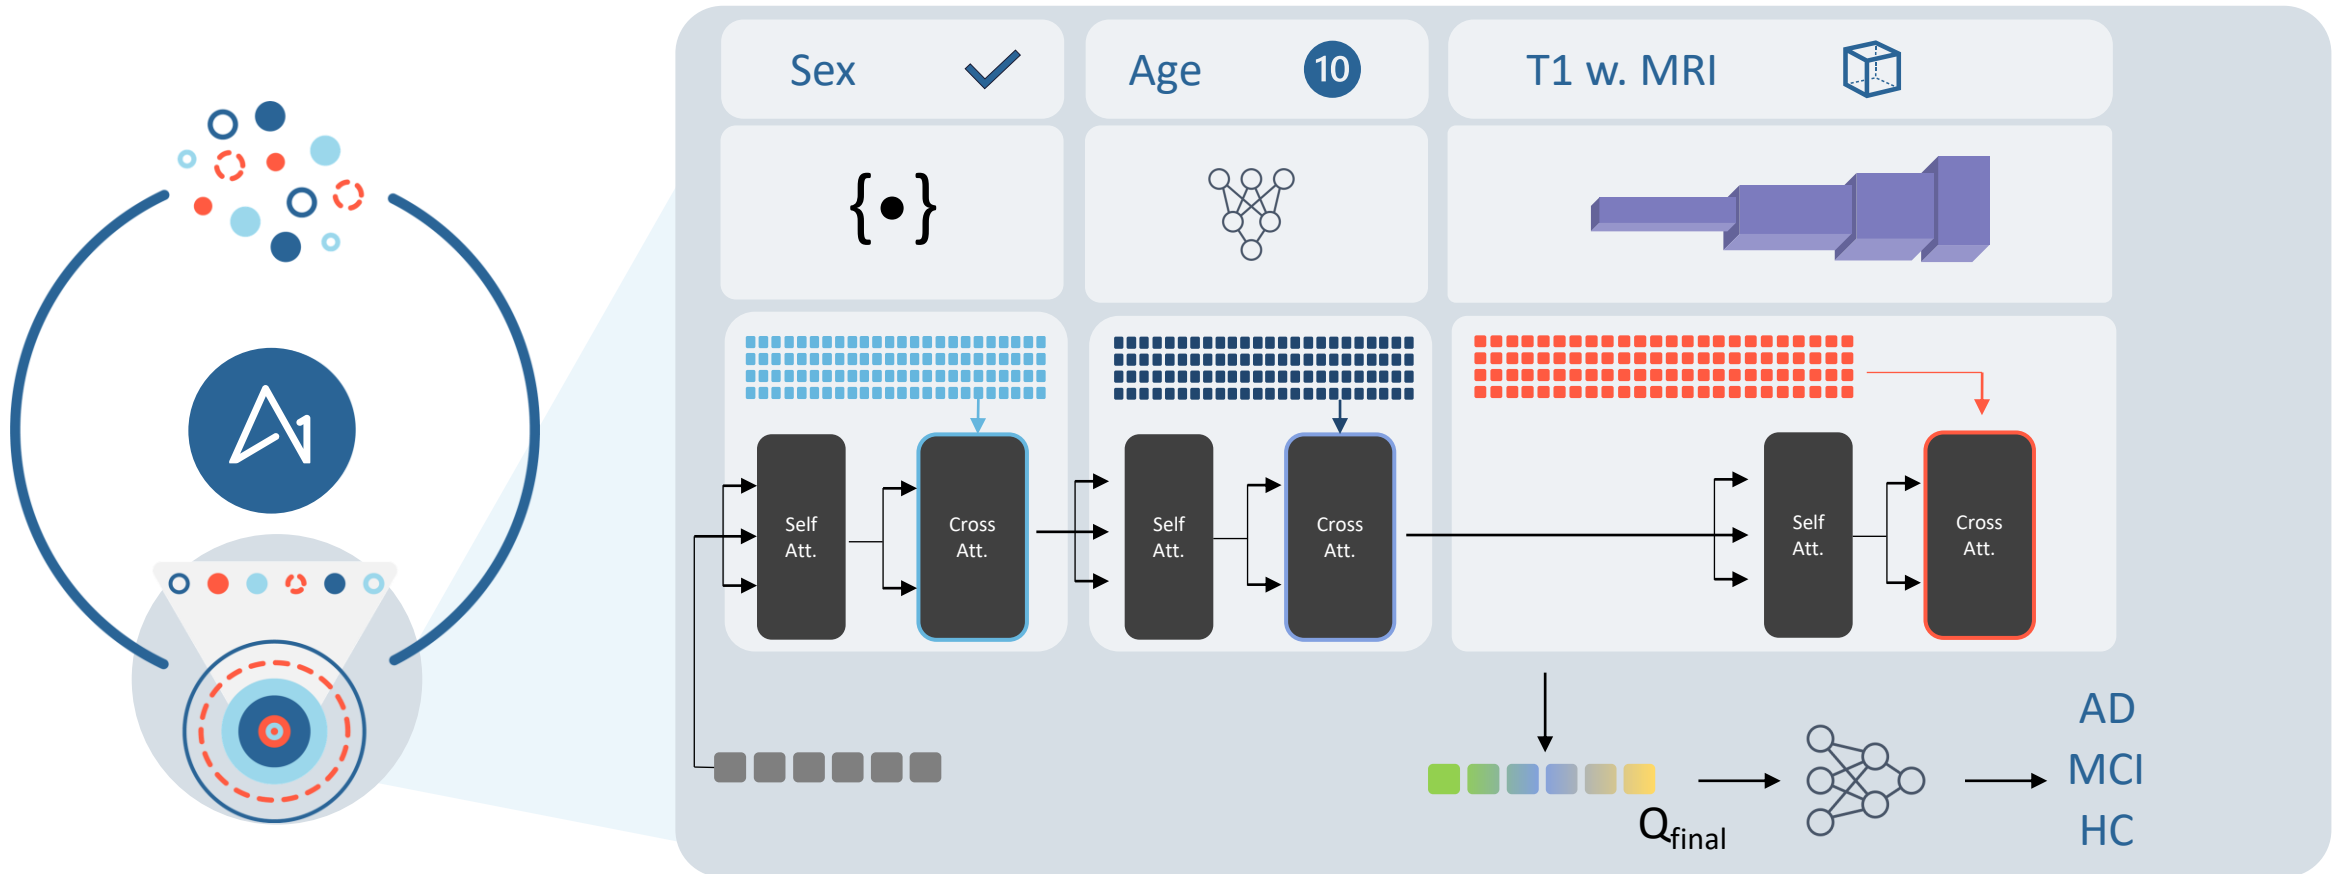 Sex
Age
10
T1 w. MRI
{•}
Self
Att.
Cross
Att.
Self
Att.
Cross
Att.
Self
Att.
Cross
Att.
Qfinal
AD
MCI
HC